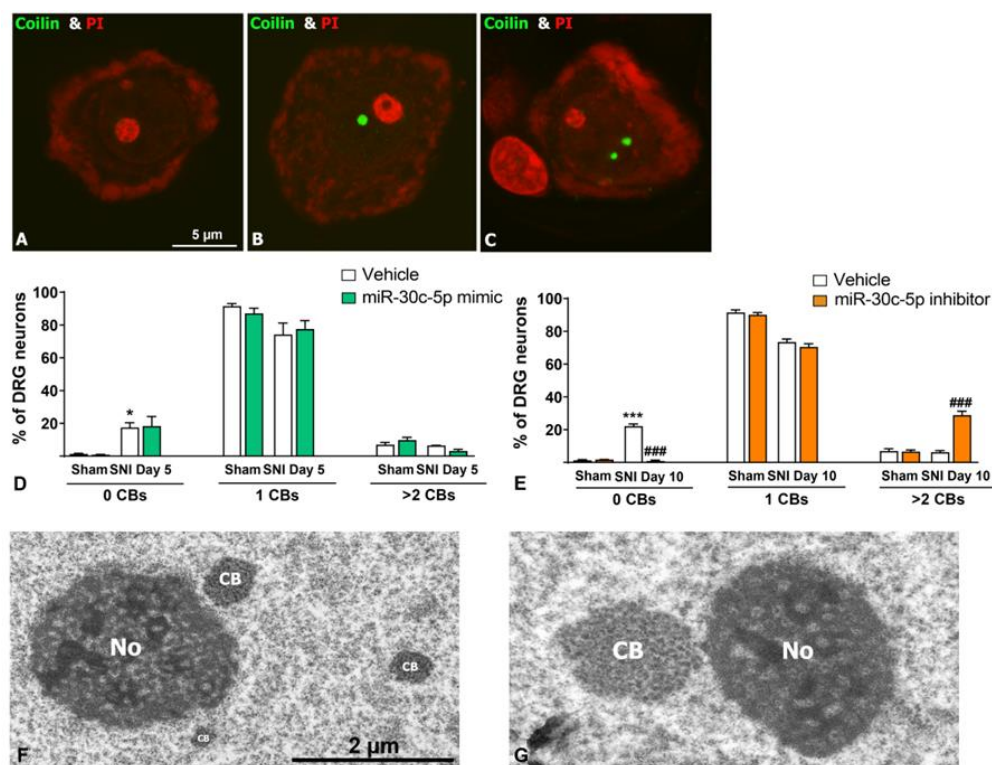 Coilin & PI
Coilin & PI
Coilin & PI
A
5 µm
B
C
Vehicle
miR-30c-5p mimic
% of DRG neurons
100
80
60
40
20
*
Sham SNI Day 5
Sham SNI Day 5
Sham SNI Day 5
D
0 CBs
1 CBs
>2 CBs
Vehicle
miR-30c-5p inhibitor
% of DRG neurons
100
80
60
40
20
***
###
###
Sham SNI Day 10
Sham SNI Day 10
Sham SNI Day 10
E
0 CBs
1 CBs
>2 CBs
CB
No
CB
CB
F
2 µm
CB
No
G